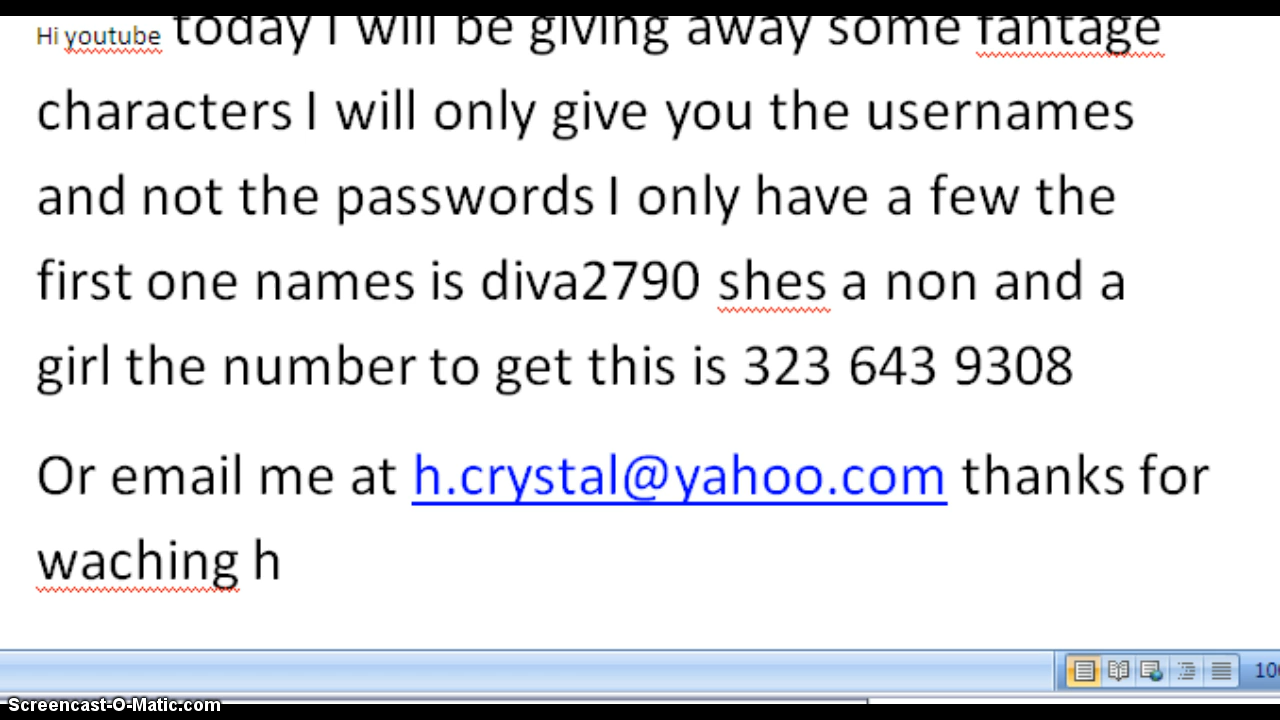 Hi youtube today I will be giving away some fantage
characters I will only give you the usernames
and not the passwords I only have a few the
first one names is diva2790 shes a non and a
girl the number to get this is 323 643 9308
Or email me at h.crystal@yahoo.com thanks for
waching h
Screencast-O-Matic.com